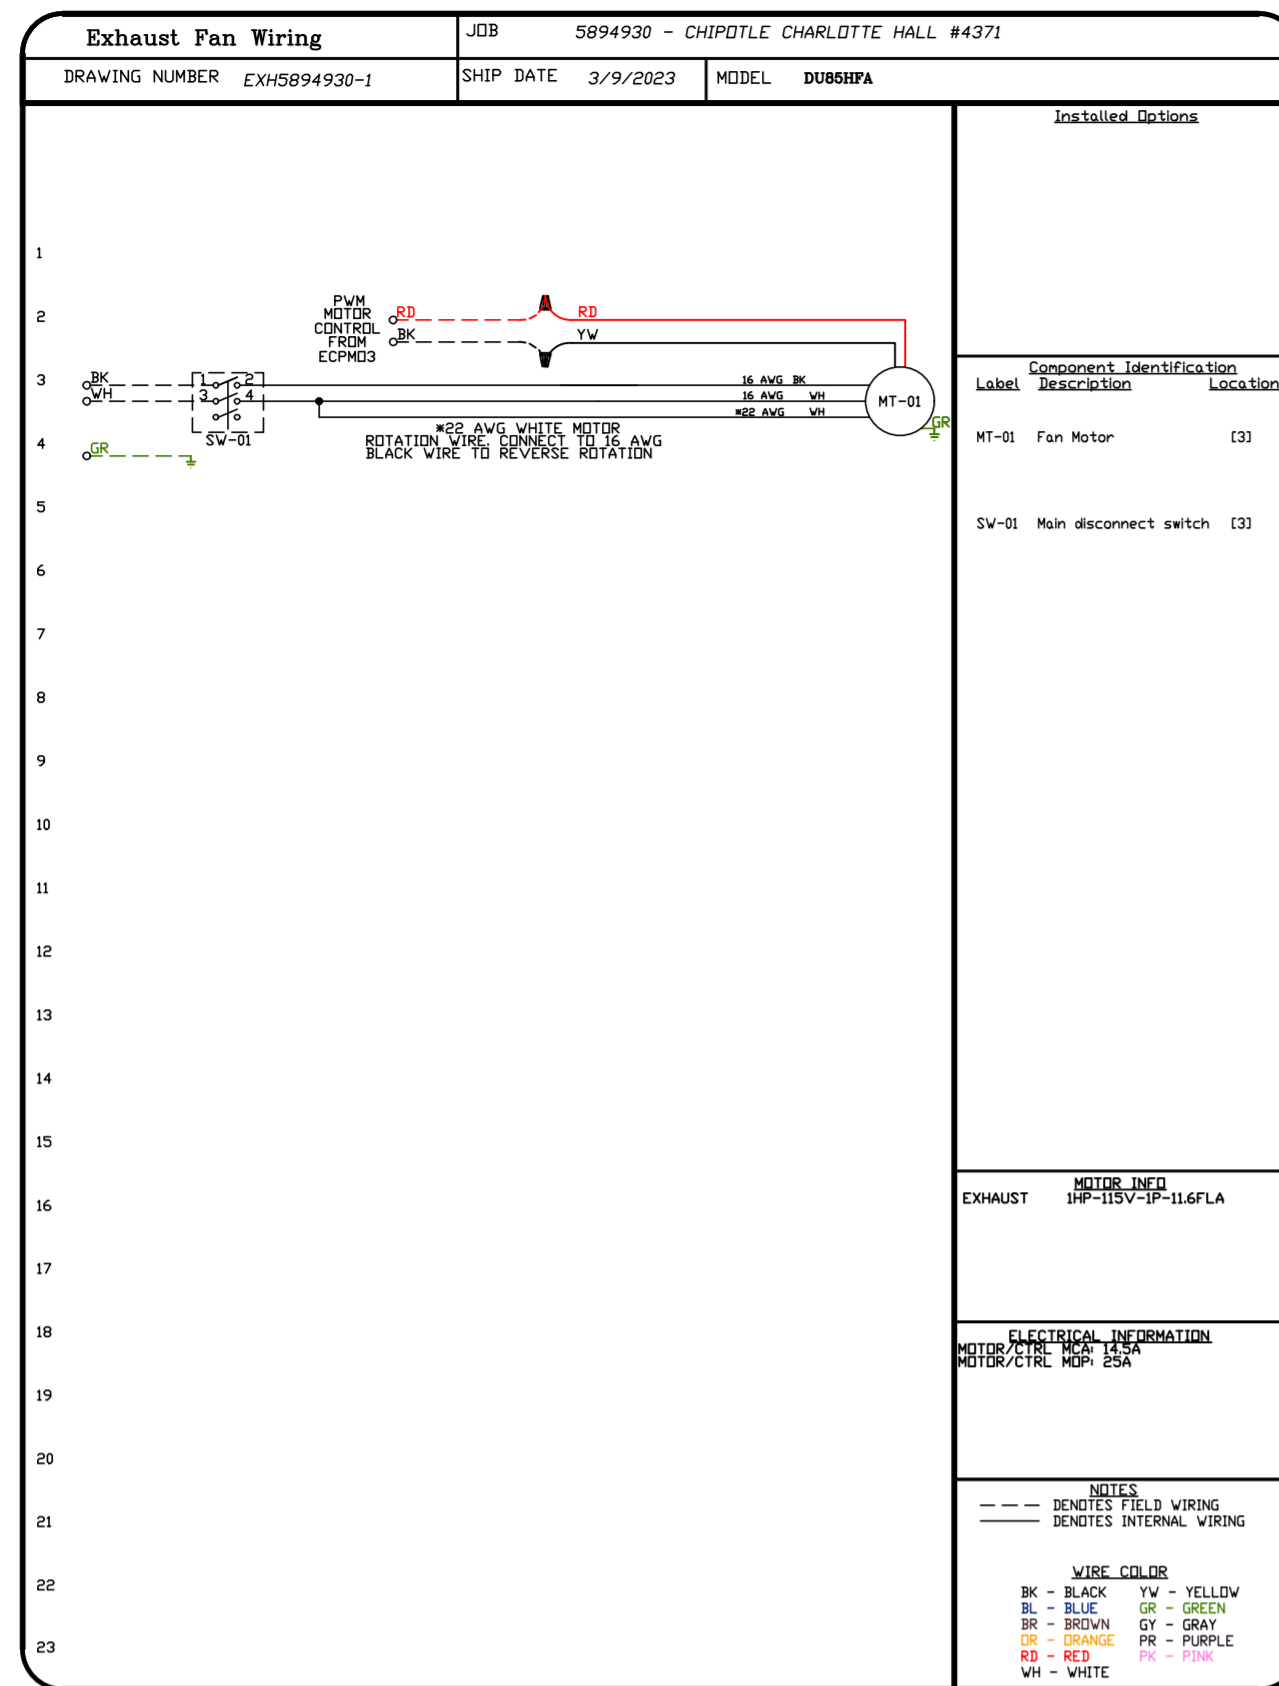 Exhaust Fan Wiring
JOB 5894930 - CHIPOTLE CHARLOTTE HALL #4371
DRAWING NUMBER EXH5894930-1
SHIP DATE 3/9/2023
MODEL DU85HFA
Installed Options
1
2
3
4
5
6
7
8
9
10
11
12
13
14
15
16
17
18
19
20
21
22
23
PWM
MOTOR
CONTROL
FROM
ECPM03
RD
BK
RD
YW
BK
WH
1 2
3 4
SW-01
GR
16 AWG BK
16 AWG WH
*22 AWG WH
MT-01
GR
*22 AWG WHITE MOTOR
ROTATION WIRE. CONNECT TO 16 AWG
BLACK WIRE TO REVERSE ROTATION
Component Identification
Label Description Location
MT-01 Fan Motor [3]
SW-01 Main disconnect switch [3]
MOTOR INFO
EXHAUST 1HP-115V-1P-11.6FLA
ELECTRICAL INFORMATION
MOTOR/CTRL MCA: 14.5A
MOTOR/CTRL MOP: 25A
NOTES
DENOTES FIELD WIRING
DENOTES INTERNAL WIRING
WIRE COLOR
BK - BLACK YW - YELLOW
BL - BLUE GR - GREEN
BR - BROWN GY - GRAY
OR - ORANGE PR - PURPLE
RD - RED PK - PINK
WH - WHITE